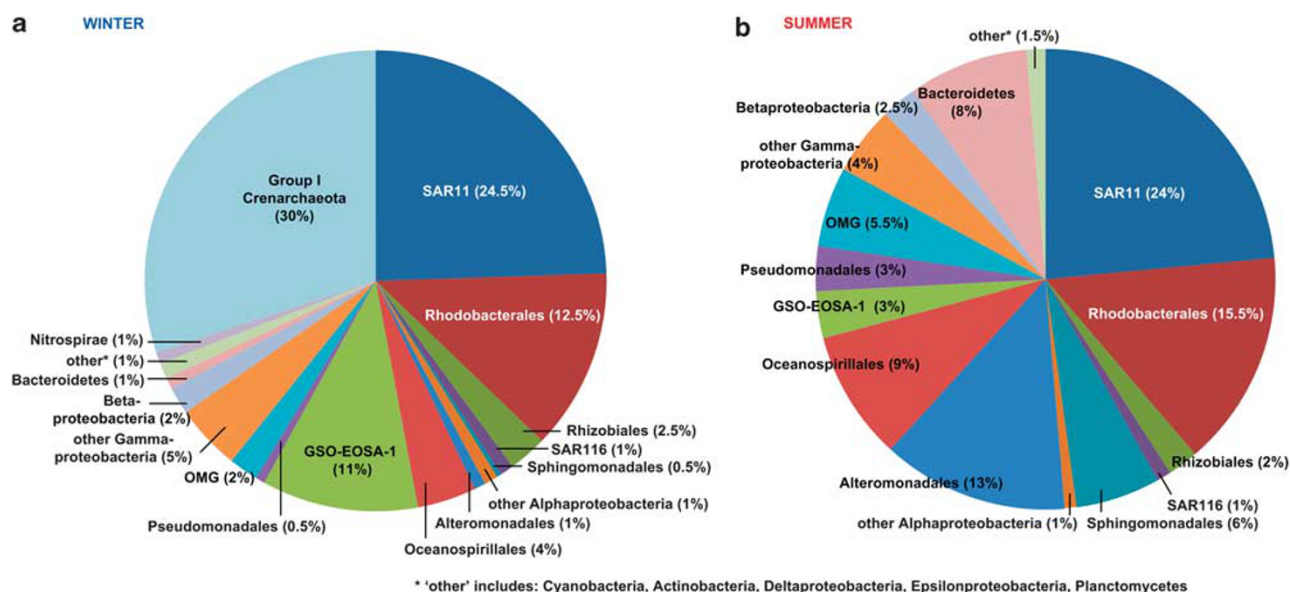 a
WINTER
Group I
Crenarchaeota
(30%)
SAR11 (24.5%)
Rhodobacterales (12.5%)
Rhizobiales (2.5%)
SAR116 (1%)
Sphingomonadales (0.5%)
other Alphaproteobacteria (1%)
Alteromonadales (1%)
Oceanospirillales (4%)
GSO-EOSA-1
(11%)
Pseudomonadales (0.5%)
OMG (2%)
other Gamma-
proteobacteria (5%)
Beta-
proteobacteria (2%)
Bacteroidetes (1%)
other* (1%)
Nitrospirae (1%)
b
SUMMER
other* (1.5%)
Bacteroidetes
(8%)
Betaproteobacteria (2.5%)
other Gamma-
proteobacteria (4%)
OMG (5.5%)
Pseudomonadales (3%)
GSO-EOSA-1 (3%)
Oceanospirillales (9%)
Alteromonadales (13%)
other Alphaproteobacteria (1%)
Sphingomonadales (6%)
SAR116 (1%)
Rhizobiales (2%)
Rhodobacterales (15.5%)
SAR11 (24%)
* 'other' includes: Cyanobacteria, Actinobacteria, Deltaproteobacteria, Epsilonproteobacteria, Planctomycetes